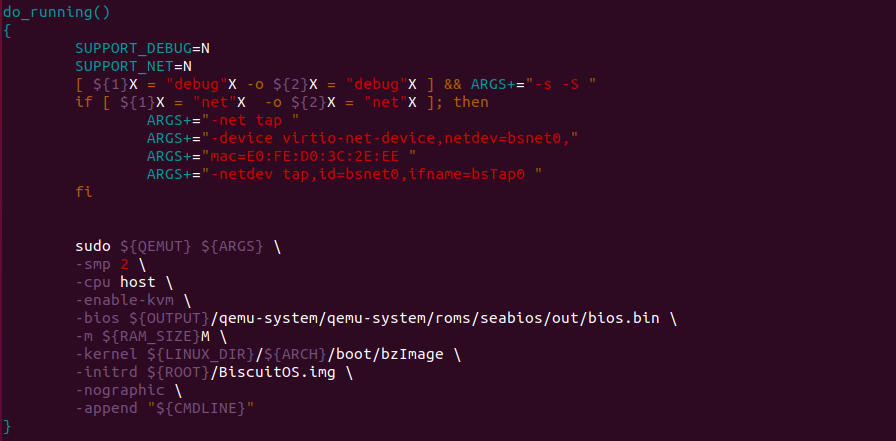 do_running()
{
        SUPPORT_DEBUG=N
        SUPPORT_NET=N
        [ ${1}X = "debug"X -o ${2}X = "debug"X ] && ARGS+="-s -S "
        if [ ${1}X = "net"X  -o ${2}X = "net"X ]; then
                ARGS+="-net tap "
                ARGS+="-device virtio-net-device,netdev=bsnet0,"
                ARGS+="mac=E0:FE:D0:3C:2E:EE "
                ARGS+="-netdev tap,id=bsnet0,ifname=bsTap0 "
        fi

        sudo ${QEMUT} ${ARGS} \
        -smp 2 \
        -cpu host \
        -enable-kvm \
        -bios ${OUTPUT}/qemu-system/qemu-system/roms/seabios/out/bios.bin \
        -m ${RAM_SIZE}M \
        -kernel ${LINUX_DIR}/${ARCH}/boot/bzImage \
        -initrd ${ROOT}/BiscuitOS.img \
        -nographic \
        -append "${CMDLINE}"
}